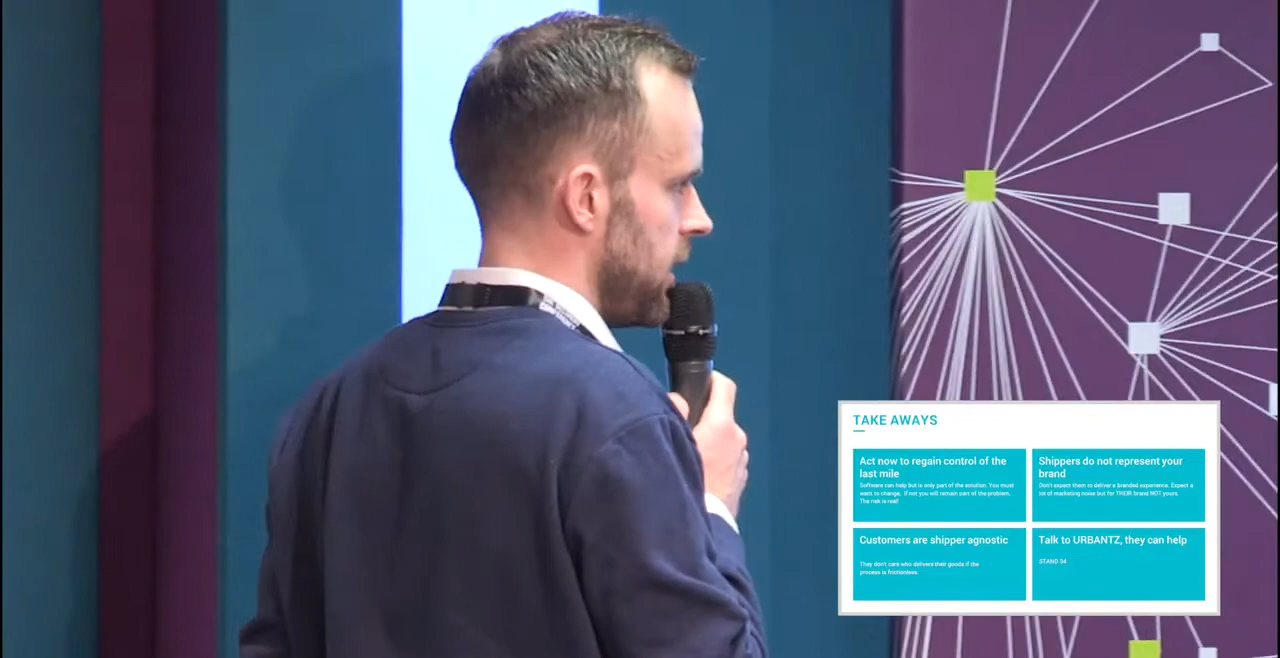 TAKE AWAYS
Act now to regain control of the
last mile
Software can help but is only part of the solution. You must
want to change, if not you will remain part of the problem.
The risk is real!
Shippers do not represent your
brand
Don't expect them to deliver a branded experience. Expect a
lot of marketing noise but for THEIR brand NOT yours.
Customers are shipper agnostic
They don't care who delivers their goods if the
process is frictionless.
Talk to URBANTZ, they can help
STAND 34